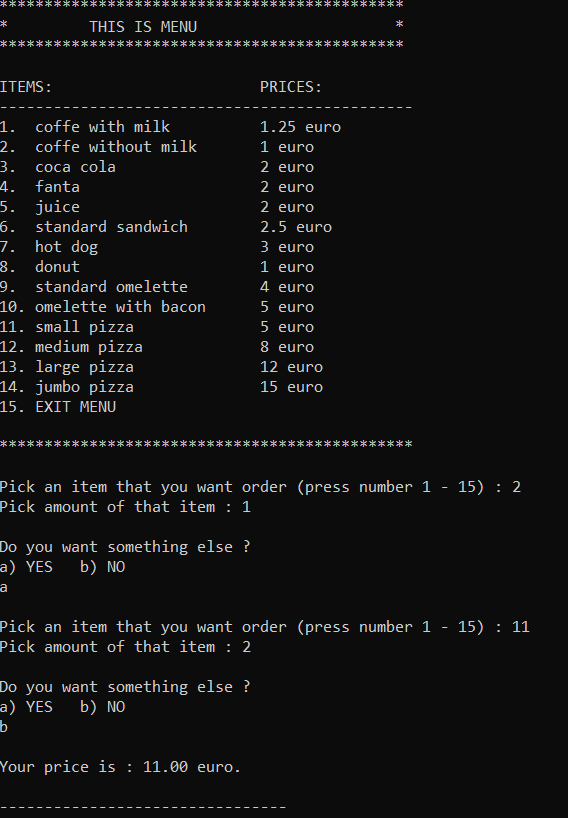 *********************************************
*         THIS IS MENU                      *
*********************************************
ITEMS:                       PRICES:
----------------------------------------------
1.  coffe with milk          1.25 euro
2.  coffe without milk       1 euro
3.  coca cola                2 euro
4.  fanta                    2 euro
5.  juice                    2 euro
6.  standard sandwich        2.5 euro
7.  hot dog                  3 euro
8.  donut                    1 euro
9.  standard omelette        4 euro
10. omelette with bacon      5 euro
11. small pizza              5 euro
12. medium pizza             8 euro
13. large pizza              12 euro
14. jumbo pizza              15 euro
15. EXIT MENU
**********************************************
Pick an item that you want order (press number 1 - 15) : 2
Pick amount of that item : 1
Do you want something else ?
a) YES   b) NO
a
Pick an item that you want order (press number 1 - 15) : 11
Pick amount of that item : 2
Do you want something else ?
a) YES   b) NO
b
Your price is : 11.00 euro.
--------------------------------